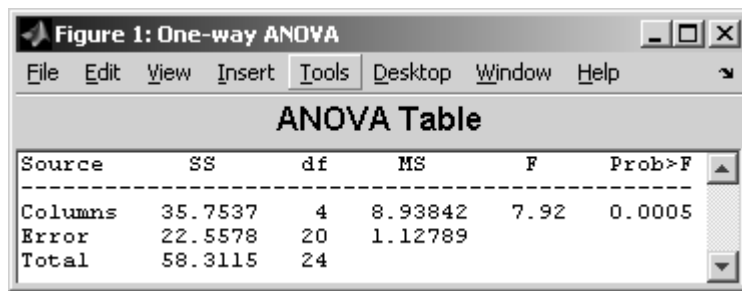 Figure 1: One-way ANOVA
File Edit View Insert Tools Desktop Window Help
ANOVA Table
Source SS df MS F Prob>F
Columns 35.7537 4 8.93842 7.92 0.0005
Error 22.5578 20 1.12789
Total 58.3115 24